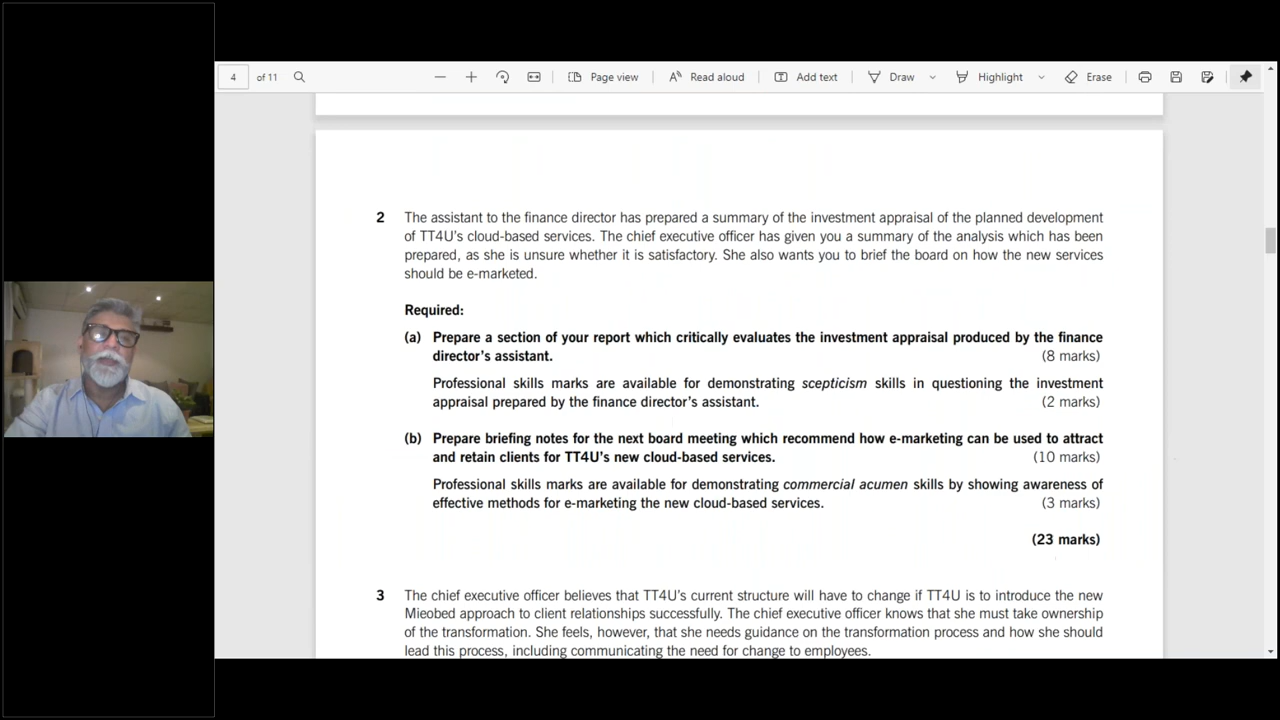 4 of 11 Page view Read aloud Add text Draw Highlight Erase
2 The assistant to the finance director has prepared a summary of the investment appraisal of the planned development
of TT4U's cloud-based services. The chief executive officer has given you a summary of the analysis which has been
prepared, as she is unsure whether it is satisfactory. She also wants you to brief the board on how the new services
should be e-marketed.
Required:
(a) Prepare a section of your report which critically evaluates the investment appraisal produced by the finance
director's assistant. (8 marks)
Professional skills marks are available for demonstrating scepticism skills in questioning the investment
appraisal prepared by the finance director's assistant. (2 marks)
(b) Prepare briefing notes for the next board meeting which recommend how e-marketing can be used to attract
and retain clients for TT4U's new cloud-based services. (10 marks)
Professional skills marks are available for demonstrating commercial acumen skills by showing awareness of
effective methods for e-marketing the new cloud-based services. (3 marks)
(23 marks)
3 The chief executive officer believes that TT4U's current structure will have to change if TT4U is to introduce the new
Mieobed approach to client relationships successfully. The chief executive officer knows that she must take ownership
of the transformation. She feels, however, that she needs guidance on the transformation process and how she should
lead this process, including communicating the need for change to employees.